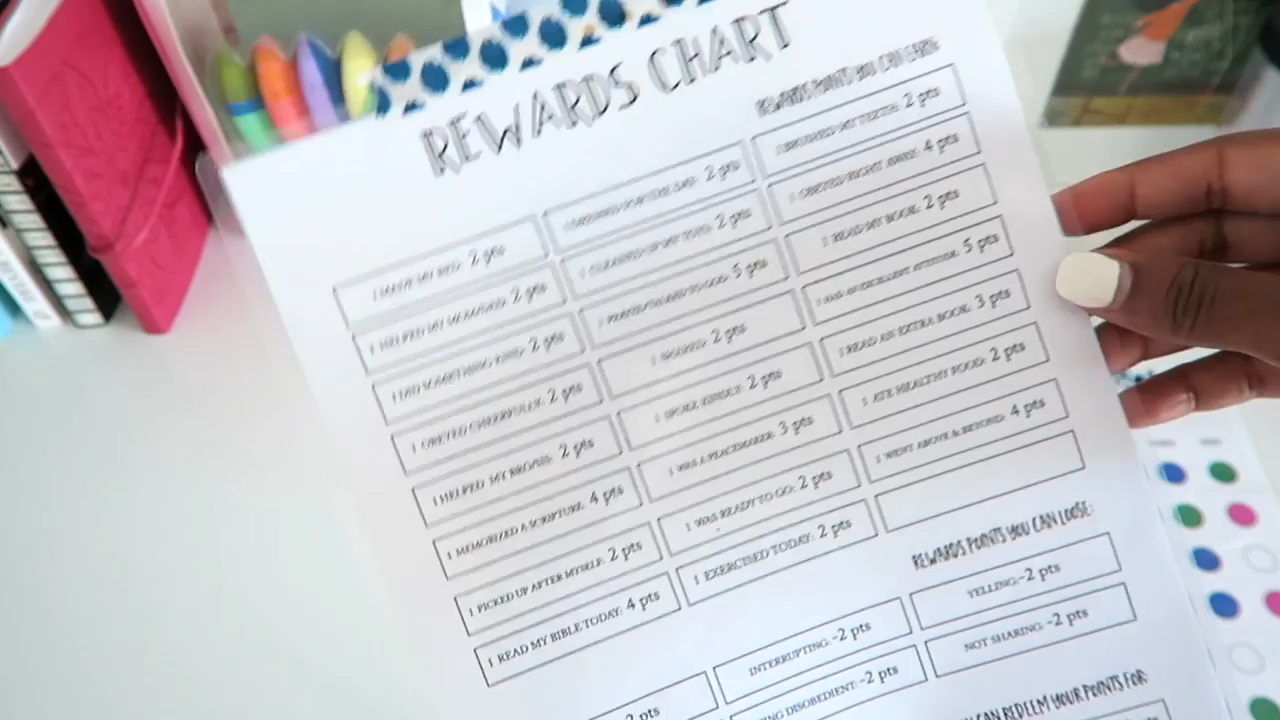 REWARDS CHART
REWARDS POINTS YOU CAN EARN:
I MADE MY BED: 2 pts
I HELPED MY 2 pts
I DID SOMETHING KIND: 2 pts
I OBEYED CHEERFULLY: 2 pts
I HELPED MY 2 pts
I MEMORIZED A SCRIPTURE: 4 pts
I PICKED UP AFTER MYSELF: 2 pts
I READ MY BIBLE TODAY: 4 pts
2 pts
I CLEANED UP MY TOYS: 2 pts
TO GOD: 5 pts
I SHARED: 2 pts
I SPOKE KINDLY: 2 pts
I WAS A PEACEMAKER: 3 pts
I WAS READY TO GO: 2 pts
I EXERCISED TODAY: 2 pts
I BRUSHED MY TEETH: 2 pts
I OBEYED RIGHT AWAY: 4 pts
I READ MY BOOK: 2 pts
I HAD AN EXCELLENT ATTITUDE: 5 pts
I READ AN EXTRA BOOK: 3 pts
I ATE HEALTHY FOOD: 2 pts
I WENT ABOVE & BEYOND: 4 pts
REWARDS POINTS YOU CAN LOOSE:
2 pts
INTERRUPTING: -2 pts
DISOBEDIENT: -2 pts
YELLING: -2 pts
NOT SHARING: -2 pts
CAN REDEEM YOUR POINTS FOR